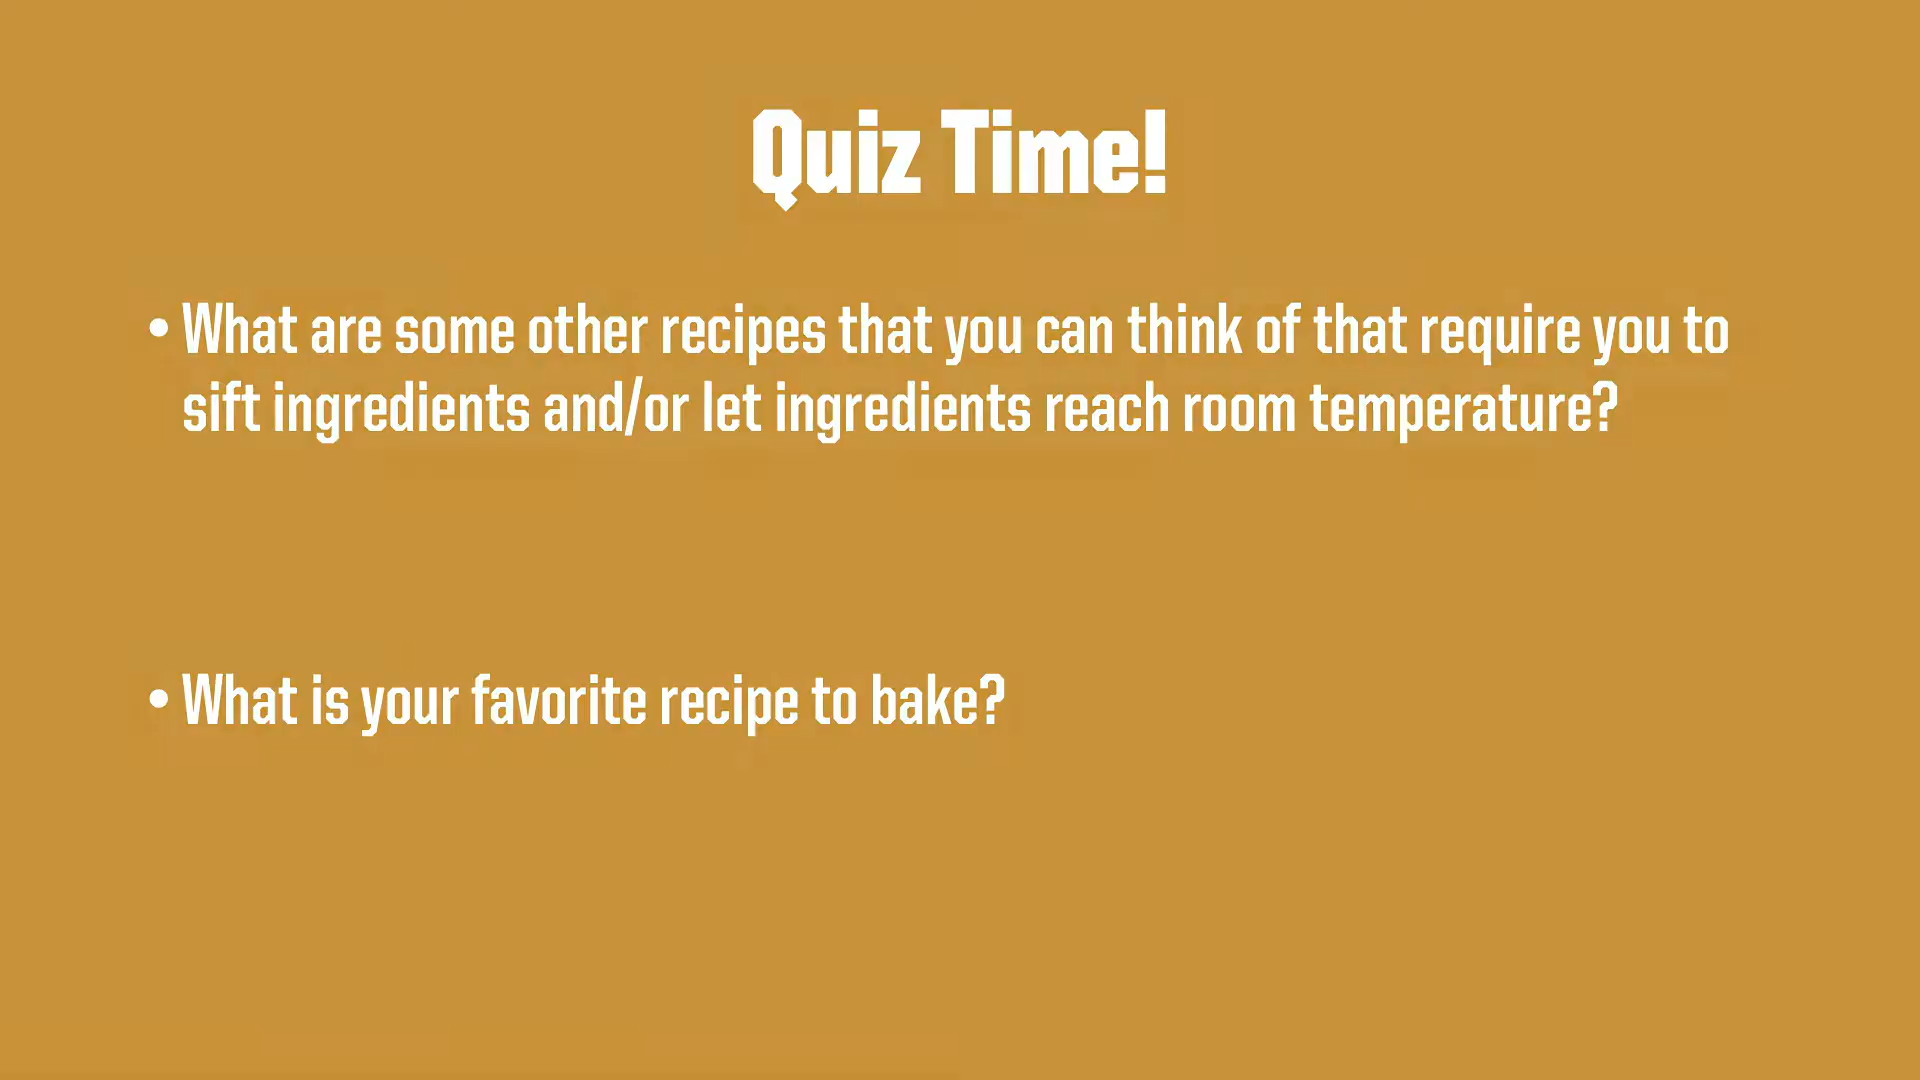 Quiz Time!
• What are some other recipes that you can think of that require you to
sift ingredients and/or let ingredients reach room temperature?
• What is your favorite recipe to bake?